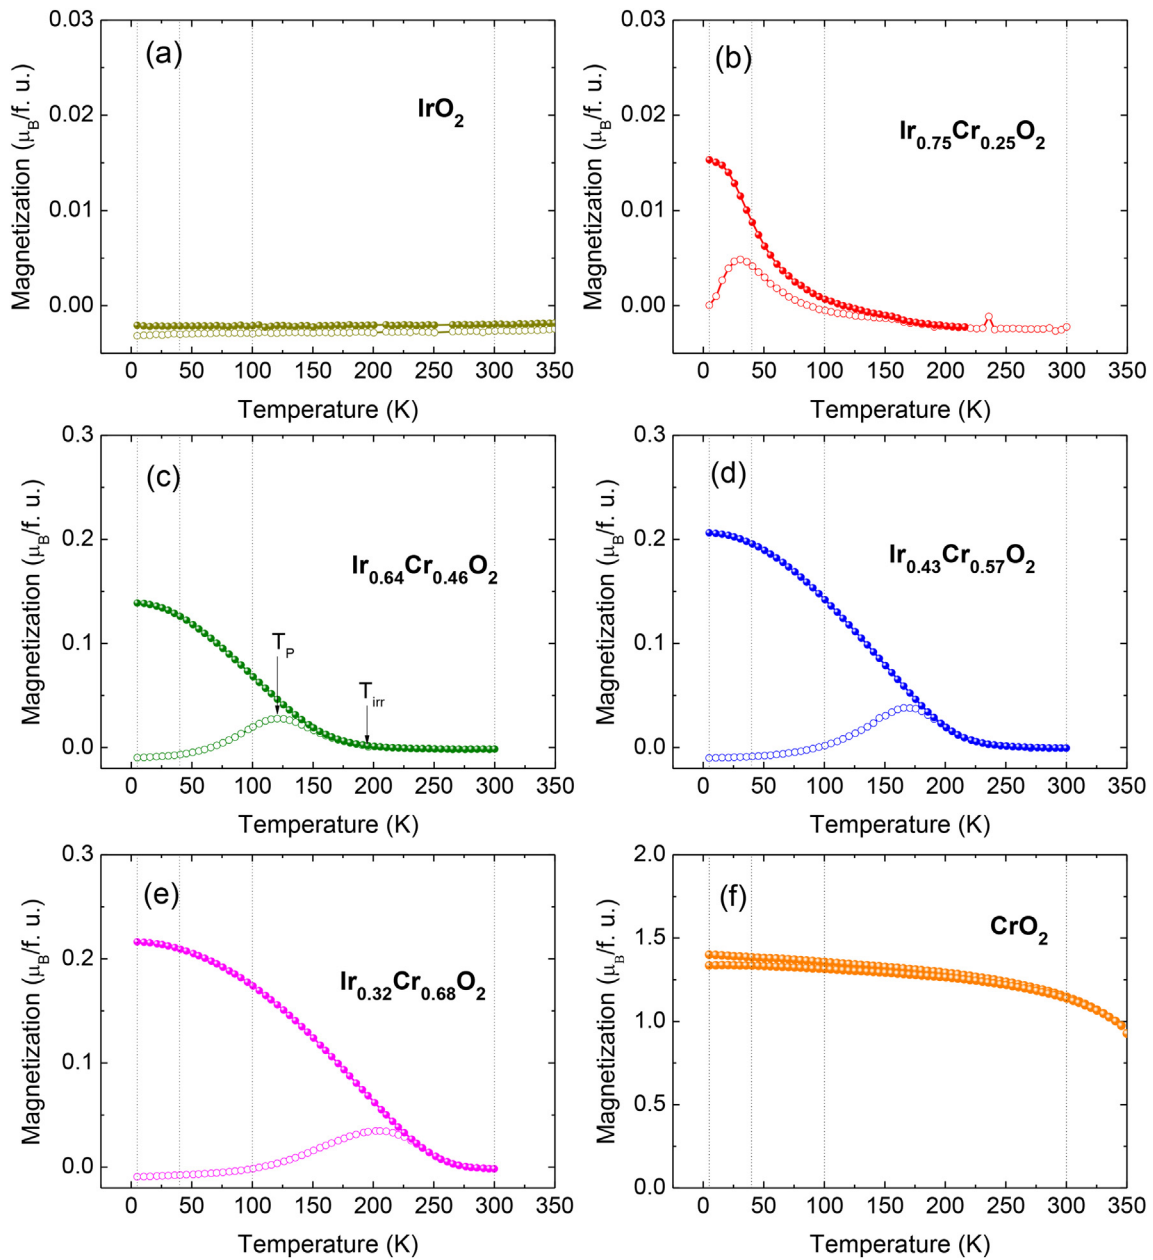 (a)
IrO₂
Magnetization (μB/f. u.)
0.03
0.02
0.01
0.00
0 50 100 150 200 250 300 350
Temperature (K)
(b)
Ir₀.₇₅Cr₀.₂₅O₂
Magnetization (μB/f. u.)
0.03
0.02
0.01
0.00
0 50 100 150 200 250 300 350
Temperature (K)
(c)
Ir₀.₆₄Cr₀.₄₆O₂
TP
Tirr
Magnetization (μB/f. u.)
0.3
0.2
0.1
0.0
0 50 100 150 200 250 300 350
Temperature (K)
(d)
Ir₀.₄₃Cr₀.₅₇O₂
Magnetization (μB/f. u.)
0.3
0.2
0.1
0.0
0 50 100 150 200 250 300 350
Temperature (K)
(e)
Ir₀.₃₂Cr₀.₆₈O₂
Magnetization (μB/f. u.)
0.3
0.2
0.1
0.0
0 50 100 150 200 250 300 350
Temperature (K)
(f)
CrO₂
Magnetization (μB/f. u.)
2.0
1.5
1.0
0.5
0.0
0 50 100 150 200 250 300 350
Temperature (K)